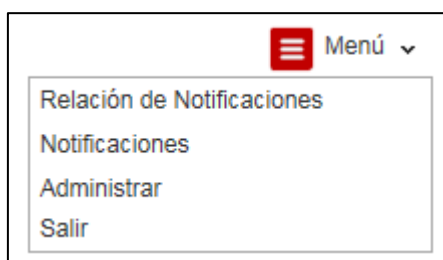 Menú
Relación de Notificaciones
Notificaciones
Administrar
Salir